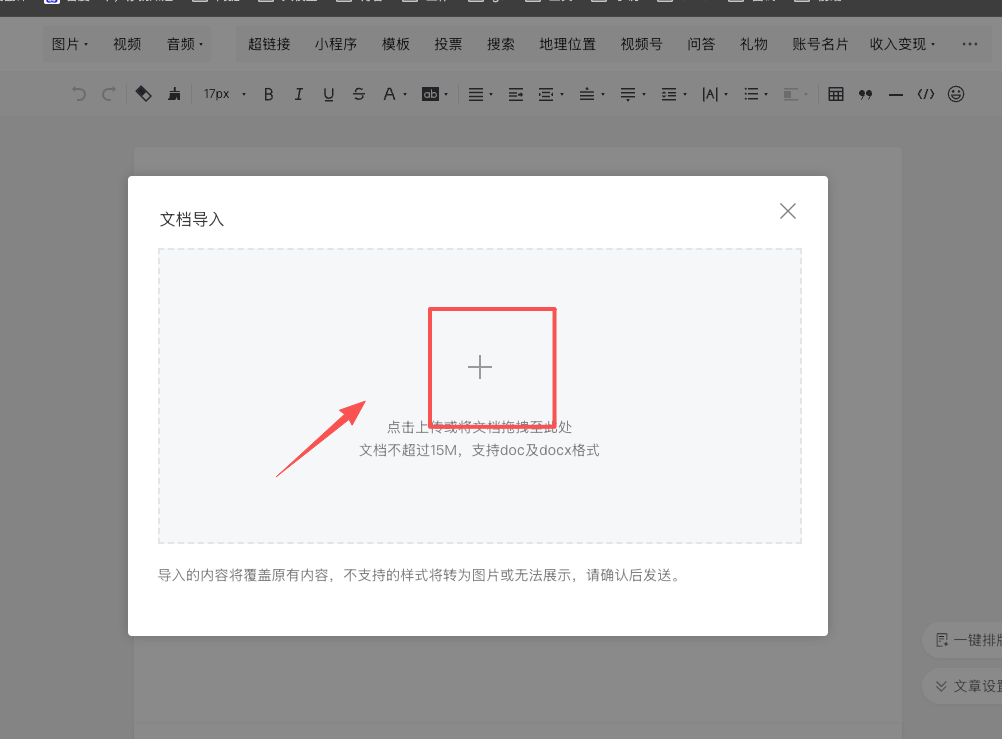 图片 视频 音频 超链接 小程序 模板 投票 搜索 地理位置 视频号 问答 礼物 账号名片 收入变现 ···
17px B I U S A ab |A| </>
文档导入
点击上传或将文档拖拽至此处
文档不超过15M，支持doc及docx格式
导入的内容将覆盖原有内容，不支持的样式将转为图片或无法展示，请确认后发送。
一键排版
文章设置